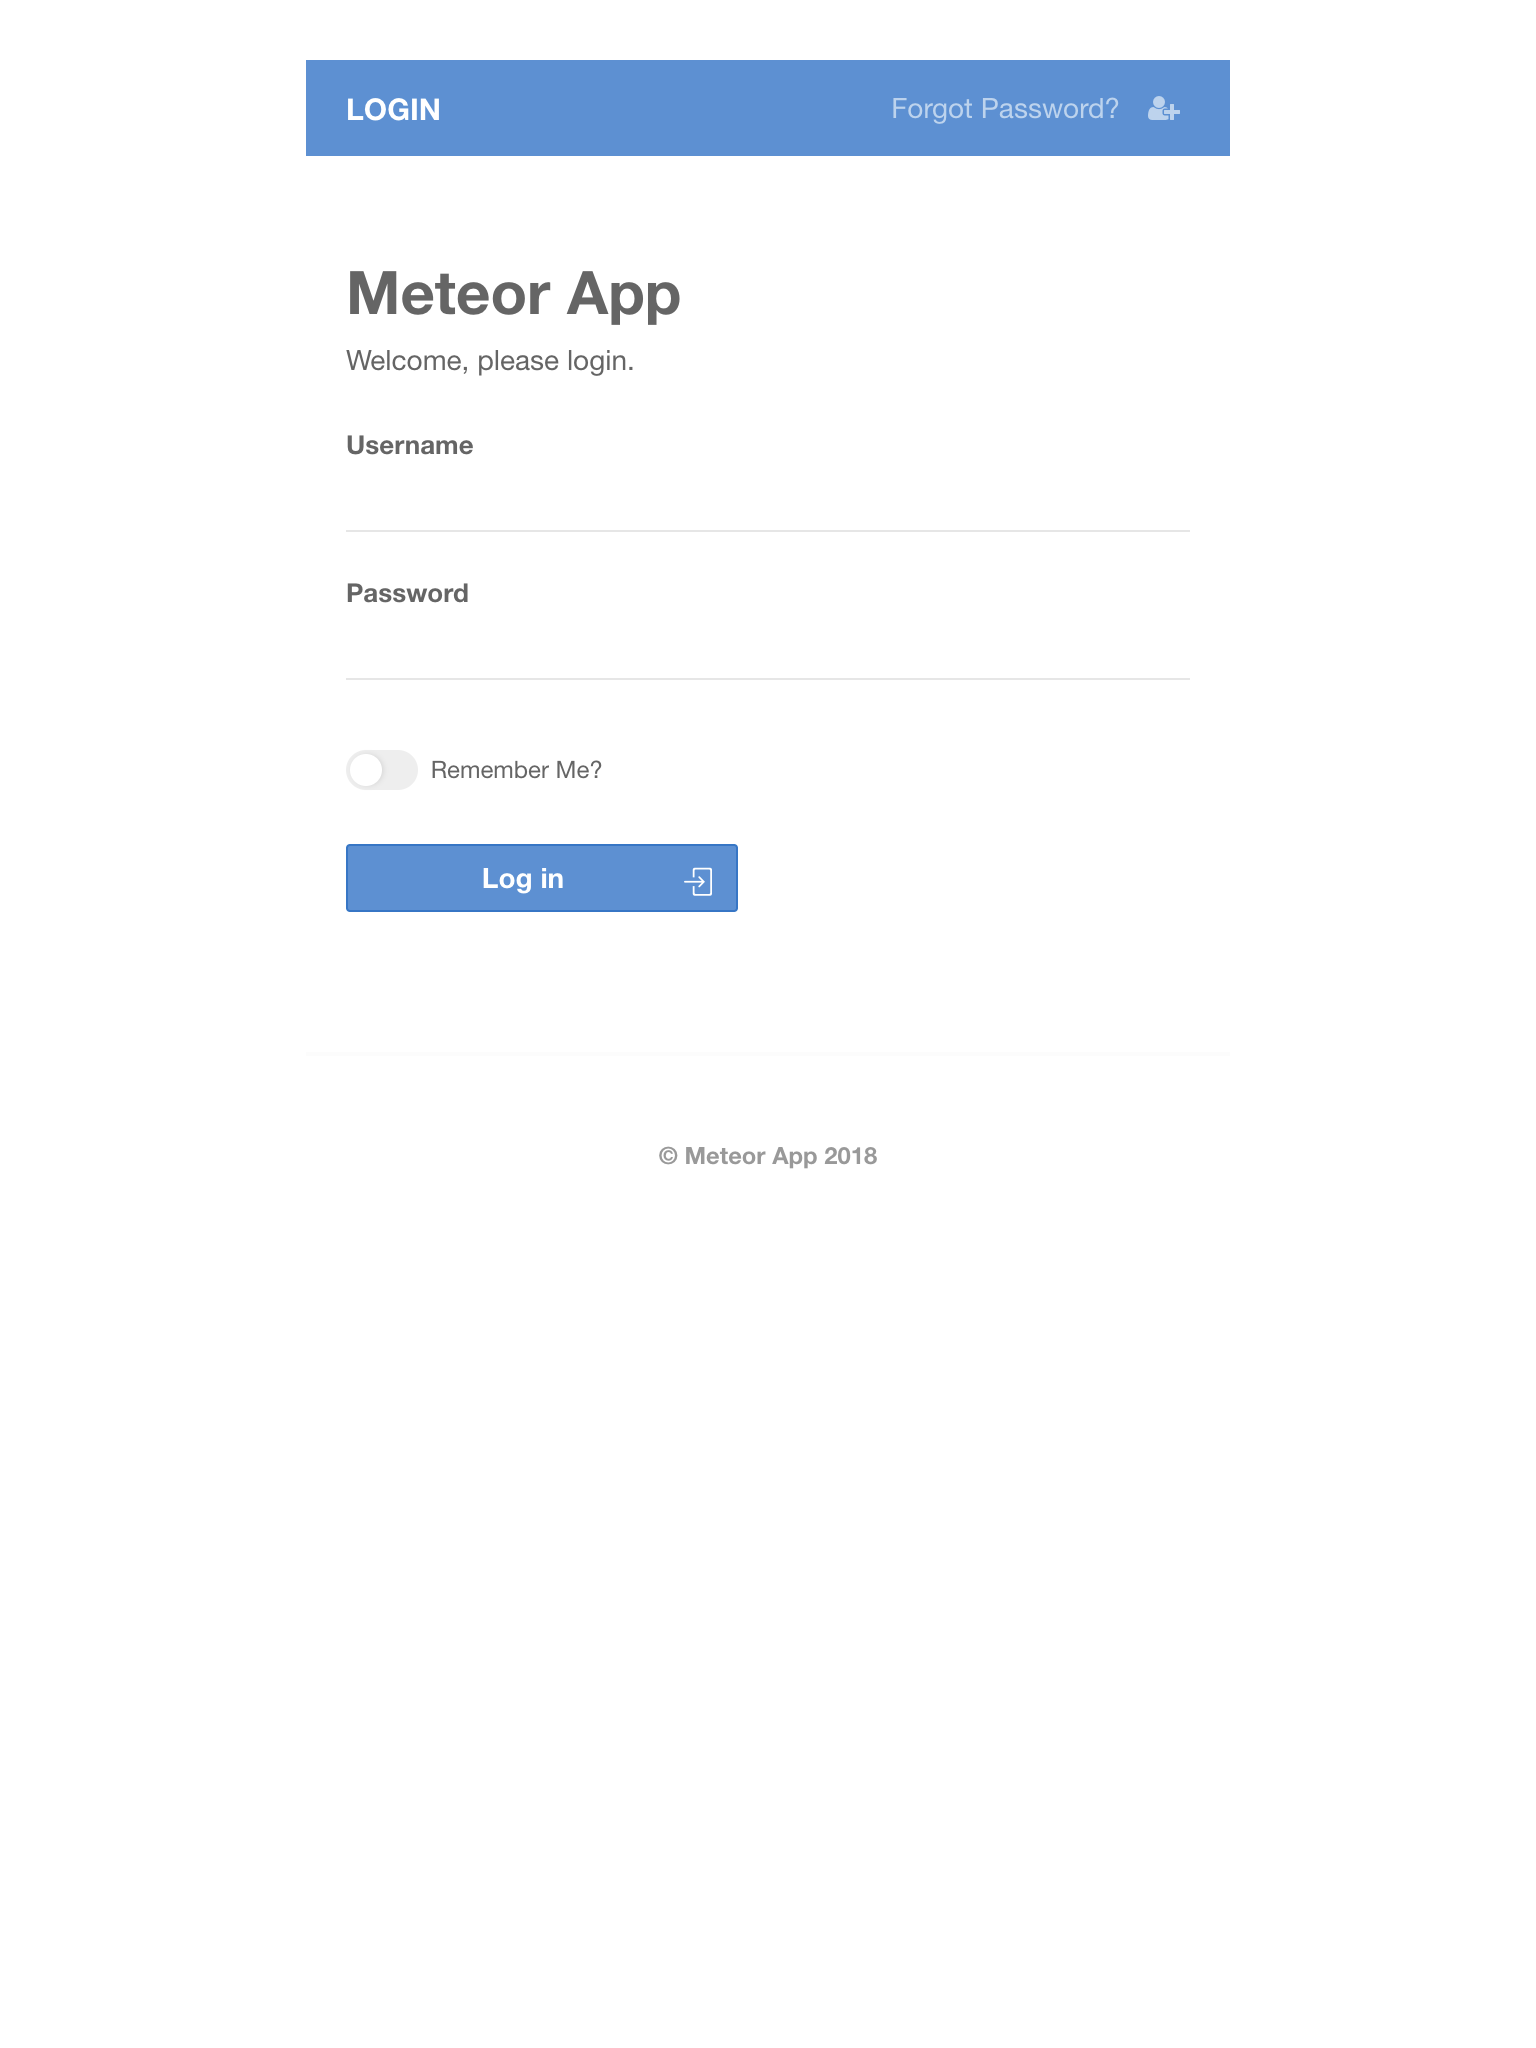 LOGIN
Forgot Password?
Meteor App
Welcome, please login.
Username
Password
Remember Me?
Log in
© Meteor App 2018